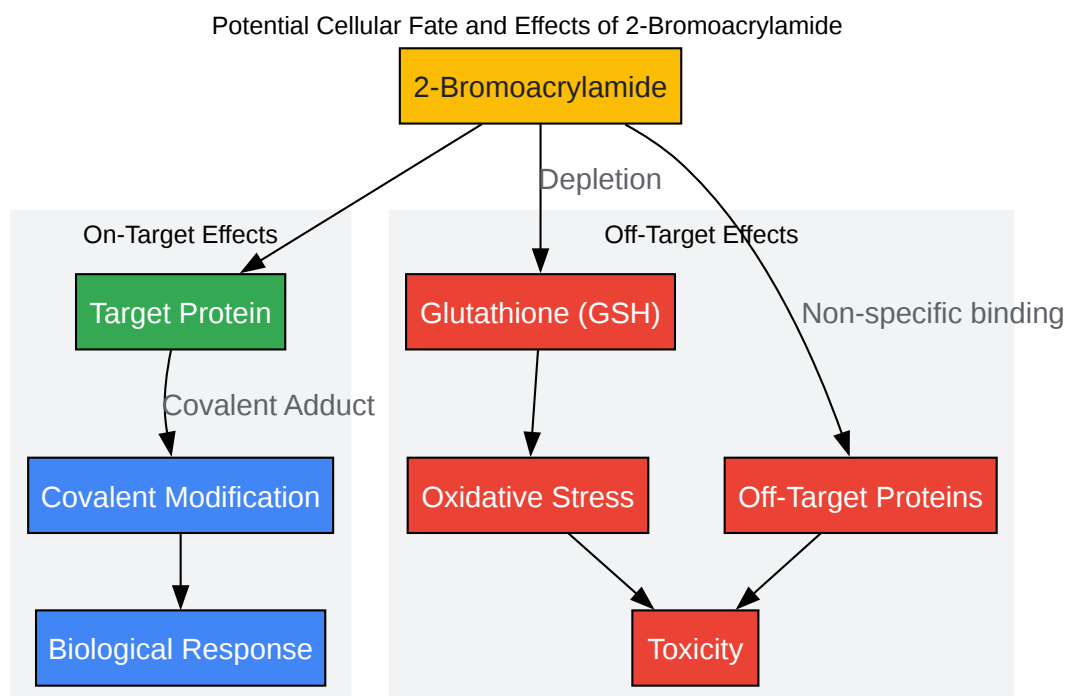 Potential Cellular Fate and Effects of 2-Bromoacrylamide
2-Bromoacrylamide
Depletion
On-Target Effects
Off-Target Effects
Target Protein
Glutathione (GSH)
Non-specific binding
Covalent Adduct
Covalent Modification
Oxidative Stress
Off-Target Proteins
Biological Response
Toxicity